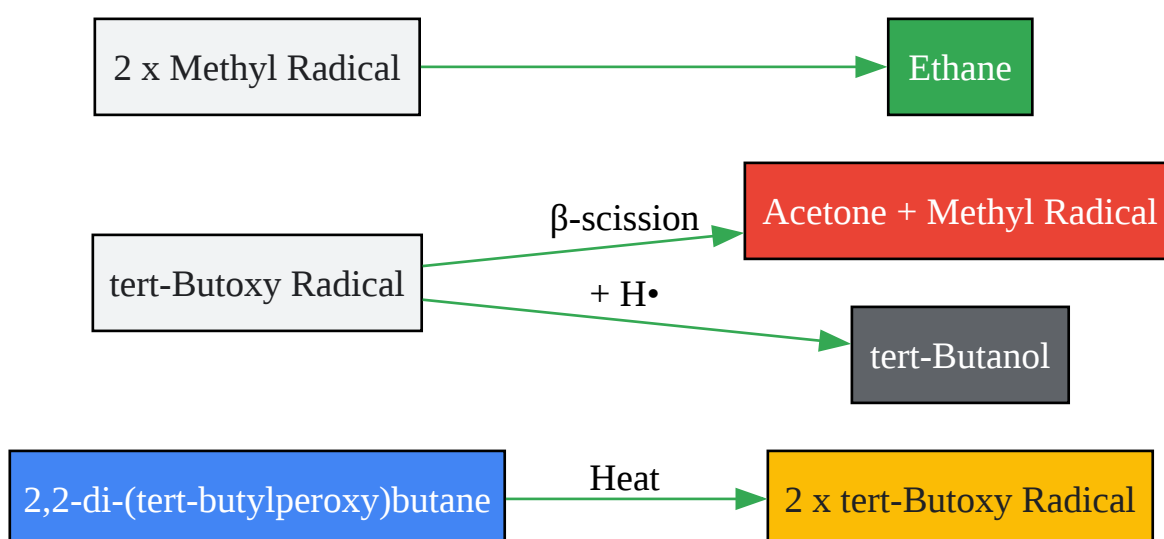 2 x Methyl Radical
Ethane
β-scission
Acetone + Methyl Radical
tert-Butoxy Radical
+ H•
tert-Butanol
2,2-di-(tert-butylperoxy)butane
Heat
2 x tert-Butoxy Radical